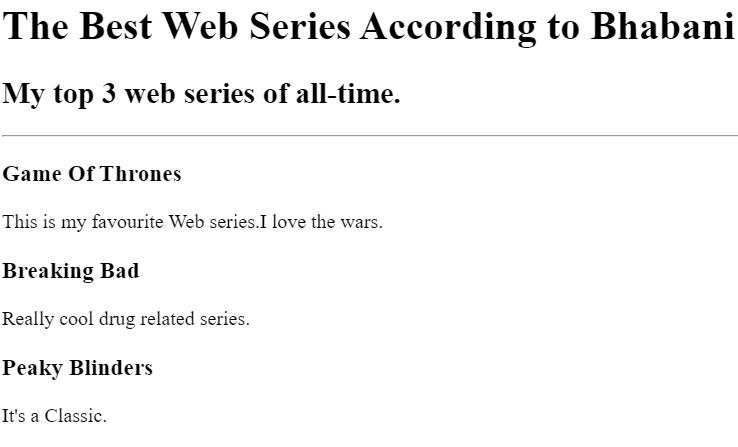 The Best Web Series According to Bhabani
My top 3 web series of all-time.
Game Of Thrones
This is my favourite Web series.I love the wars.
Breaking Bad
Really cool drug related series.
Peaky Blinders
It's a Classic.